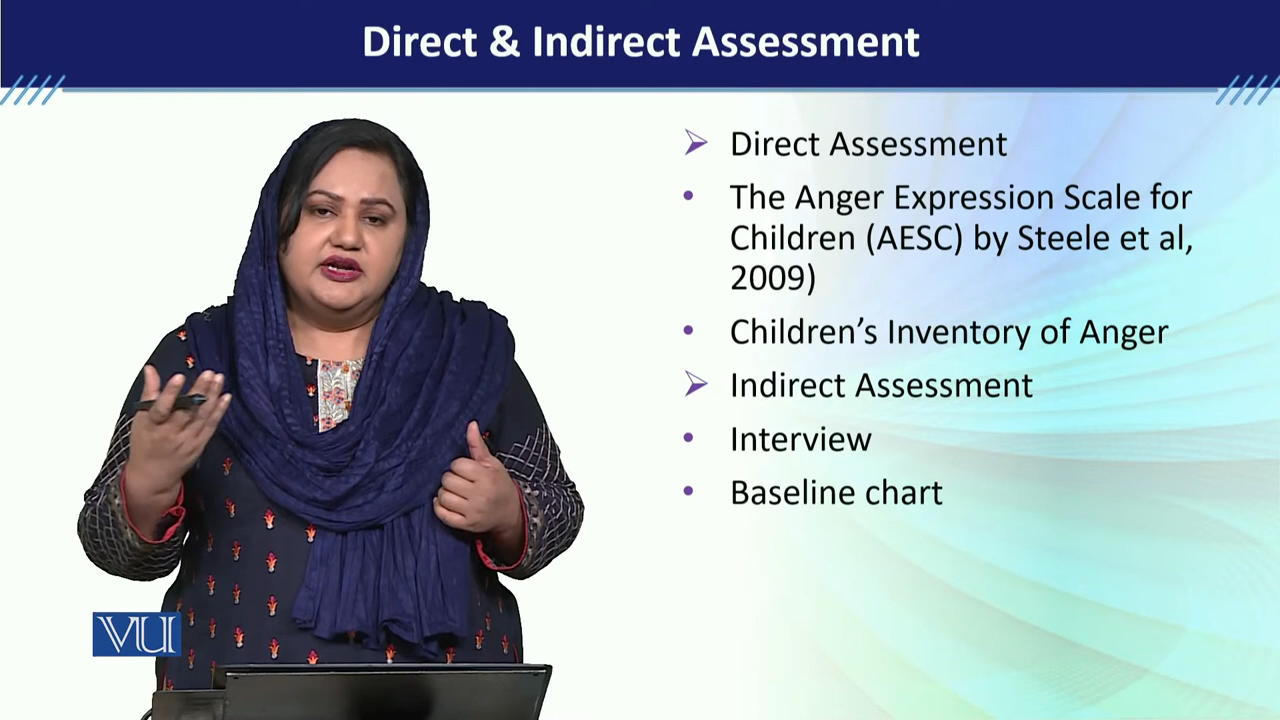 Direct & Indirect Assessment
Direct Assessment
The Anger Expression Scale for
Children (AESC) by Steele et al,
2009)
Children’s Inventory of Anger
Indirect Assessment
Interview
Baseline chart
VU